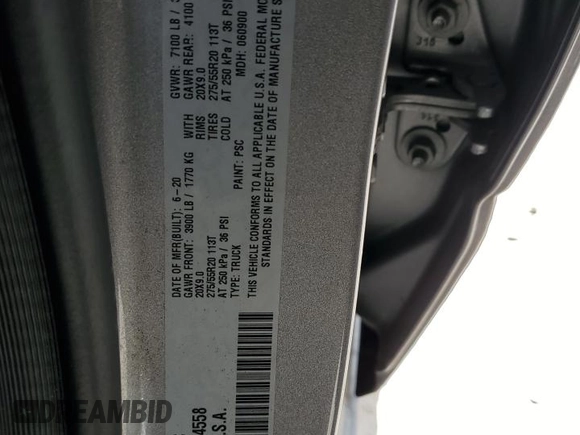 DATE OF MFR(BUILT): 6-20
GVWR: 7100 LB /
GAWR FRONT: 3900 LB / 1770 KG WITH
GAWR REAR: 4100
20X9.0 RIMS 20X9.0
275/55R20 113T TIRES 275/55R20 113T
AT 250 kPa / 36 PSI COLD AT 250 kPa / 36 PSI
TYPE: TRUCK PAINT: PSC MDH: 060900
THIS VEHICLE CONFORMS TO ALL APPLICABLE U.S.A. FEDERAL MO
STANDARDS IN EFFECT ON THE DATE OF MANUFACTURE S
4558
.S.A.
316
DREAMBID